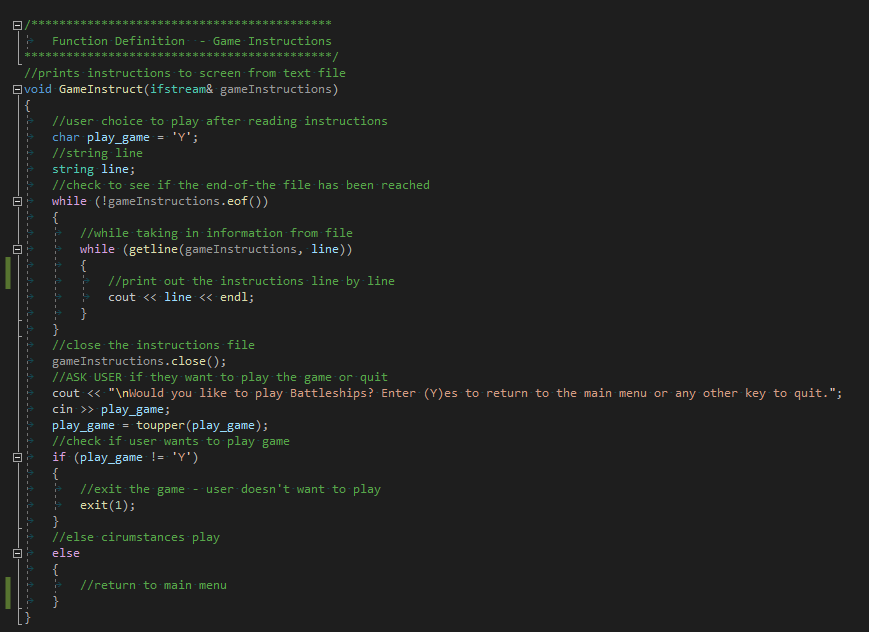 /*******************************************
Function Definition - Game Instructions
********************************************/
//prints instructions to screen from text file
void GameInstruct(ifstream& gameInstructions)
{
//user choice to play after reading instructions
char play_game = 'Y';
//string line
string line;
//check to see if the end-of-the file has been reached
while (!gameInstructions.eof())
{
//while taking in information from file
while (getline(gameInstructions, line))
{
//print out the instructions line by line
cout << line << endl;
}
}
//close the instructions file
gameInstructions.close();
//ASK USER if they want to play the game or quit
cout << "\nWould you like to play Battleships? Enter (Y)es to return to the main menu or any other key to quit.";
cin >> play_game;
play_game = toupper(play_game);
//check if user wants to play game
if (play_game != 'Y')
{
//exit the game - user doesn't want to play
exit(1);
}
//else cirumstances play
else
{
//return to main menu
}
}